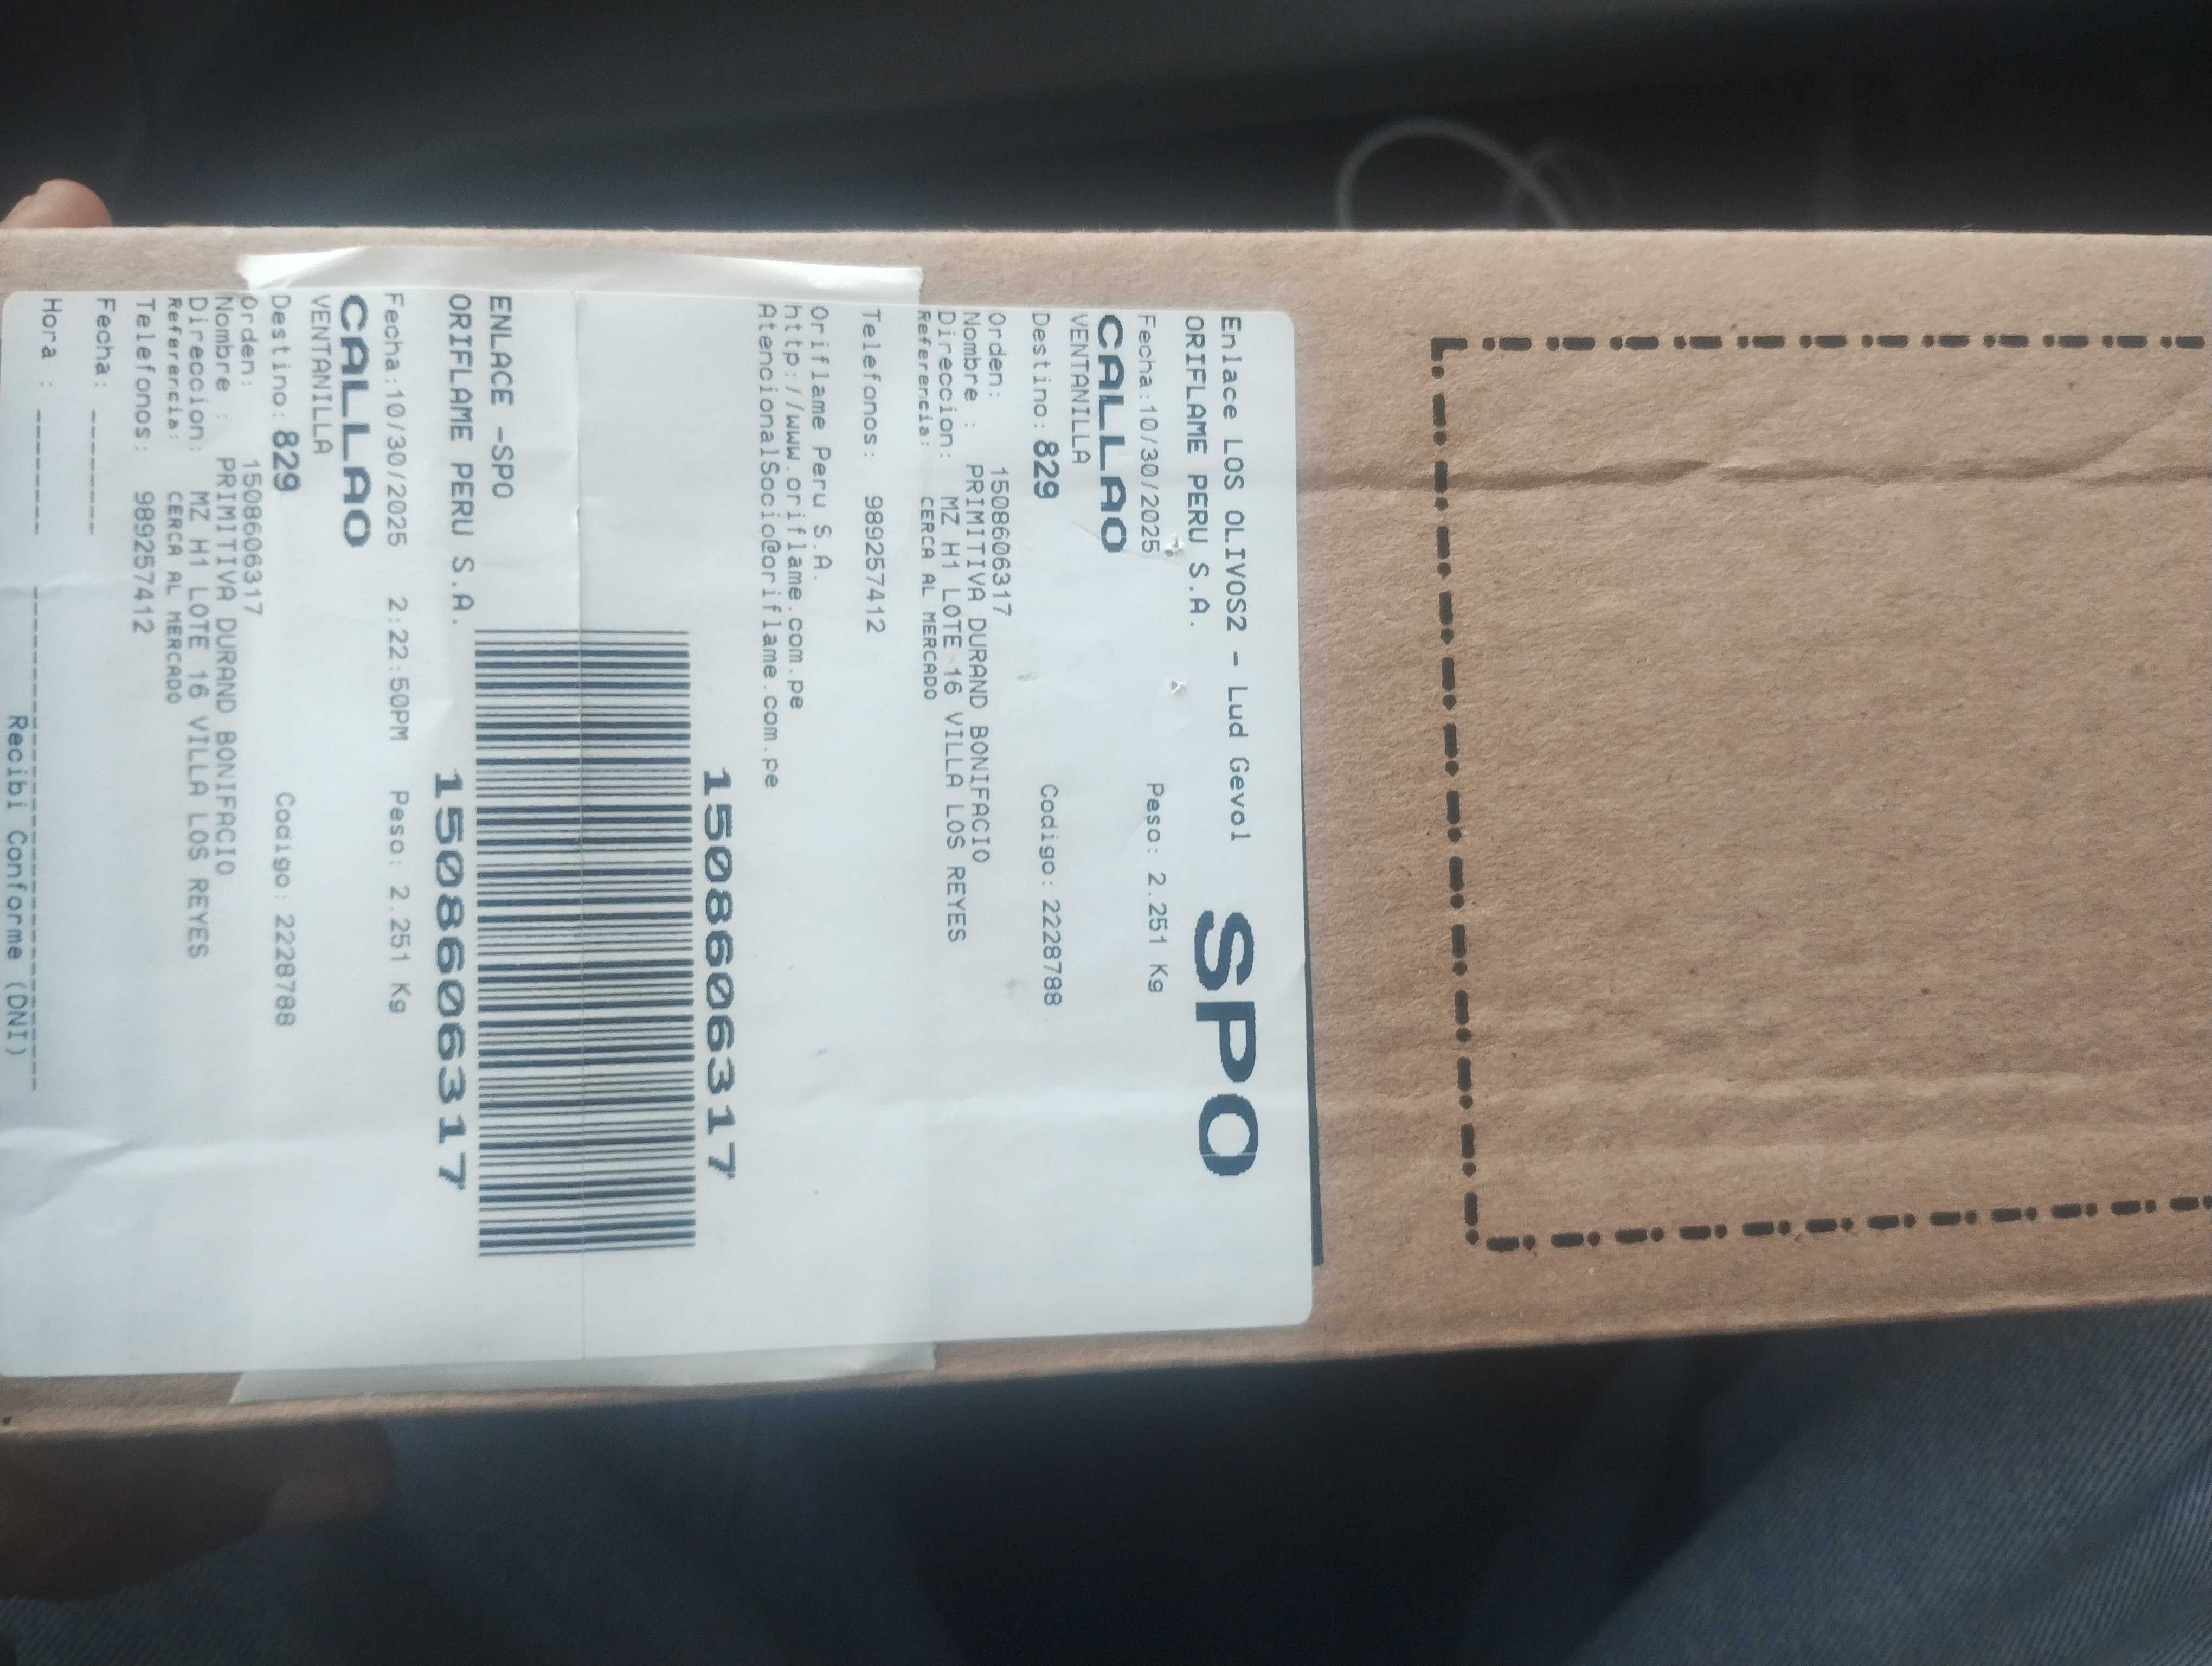 Enlace LOS OLIVOS2 - Lud Gevol
SPO
ORIFLAME PERU S.A.
Fecha:10/30/2025 Peso: 2.251 Kg
CALLAO
VENTANILLA
Destino: 829 Codigo: 2228788
Orden: 1508606317
Nombre : PRIMITIVA DURAND BONIFACIO
Direccion: MZ H1 LOTE 16 VILLA LOS REYES
Referencia: CERCA AL MERCADO
Telefonos: 989257412
Oriflame Peru S.A.
http://www.oriflame.com.pe
AtencionalSocio@oriflame.com.pe
1508606317
ENLACE -SPO
ORIFLAME PERU S.A. 1508606317
Fecha:10/30/2025 2:22:50PM Peso: 2.251 Kg
CALLAO
VENTANILLA
Destino: 829 Codigo: 2228788
Orden: 1508606317
Nombre : PRIMITIVA DURAND BONIFACIO
Direccion: MZ H1 LOTE 16 VILLA LOS REYES
Referencia: CERCA AL MERCADO
Telefonos: 989257412
Fecha: --------
Hora : --------
Recibi Conforme (DNI)